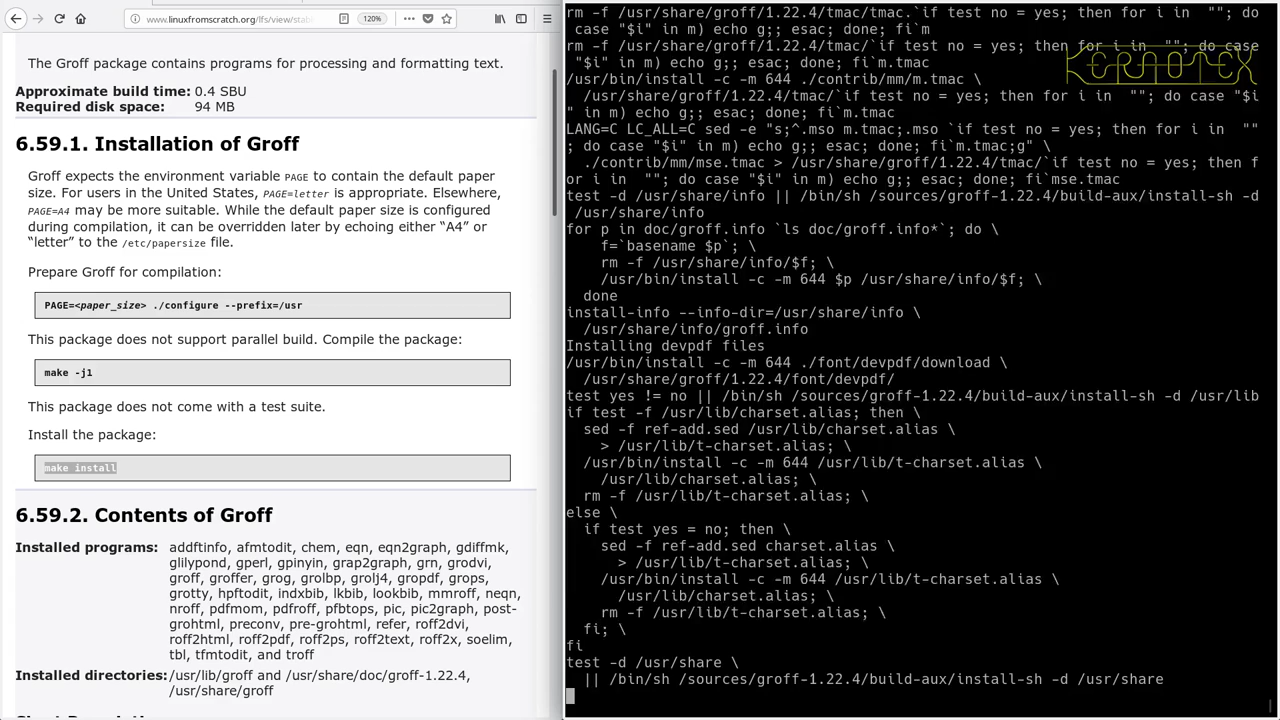 www.linuxfromscratch.org/lfs/view/stab
120%
The Groff package contains programs for processing and formatting text.
Approximate build time: 0.4 SBU
Required disk space: 94 MB
6.59.1. Installation of Groff
Groff expects the environment variable PAGE to contain the default paper
size. For users in the United States, PAGE=letter is appropriate. Elsewhere,
PAGE=A4 may be more suitable. While the default paper size is configured
during compilation, it can be overridden later by echoing either “A4” or
“letter” to the /etc/papersize file.
Prepare Groff for compilation:
PAGE=<paper_size> ./configure --prefix=/usr
This package does not support parallel build. Compile the package:
make -j1
This package does not come with a test suite.
Install the package:
make install
6.59.2. Contents of Groff
Installed programs: addftinfo, afmtodit, chem, eqn, eqn2graph, gdiffmk,
glilypond, gperl, gpinyin, grap2graph, grn, grodvi,
groff, groffer, grog, grolbp, grolj4, gropdf, grops,
grotty, hpftodit, indxbib, lkbib, lookbib, mmroff, neqn,
nroff, pdfmom, pdfroff, pfbtops, pic, pic2graph, post-
grohtml, preconv, pre-grohtml, refer, roff2dvi,
roff2html, roff2pdf, roff2ps, roff2text, roff2x, soelim,
tbl, tfmtodit, and troff
Installed directories: /usr/lib/groff and /usr/share/doc/groff-1.22.4,
/usr/share/groff
rm -f /usr/share/groff/1.22.4/tmac/tmac.`if test no = yes; then for i in  ""; do
 case "$i" in m) echo g;; esac; done; fi`m
rm -f /usr/share/groff/1.22.4/tmac/`if test no = yes; then for i in  ""; do case
"$i" in m) echo g;; esac; done; fi`m.tmac
/usr/bin/install -c -m 644 ./contrib/mm/m.tmac \
  /usr/share/groff/1.22.4/tmac/`if test no = yes; then for i in  ""; do case "$i
" in m) echo g;; esac; done; fi`m.tmac
LANG=C LC_ALL=C sed -e "s;^.mso m.tmac;.mso `if test no = yes; then for i in  ""
; do case "$i" in m) echo g;; esac; done; fi`m.tmac;g" \
  ./contrib/mm/mse.tmac > /usr/share/groff/1.22.4/tmac/`if test no = yes; then f
or i in  ""; do case "$i" in m) echo g;; esac; done; fi`mse.tmac
test -d /usr/share/info || /bin/sh /sources/groff-1.22.4/build-aux/install-sh -d
 /usr/share/info
for p in doc/groff.info `ls doc/groff.info*`; do \
    f=`basename $p`; \
    rm -f /usr/share/info/$f; \
    /usr/bin/install -c -m 644 $p /usr/share/info/$f; \
  done
install-info --info-dir=/usr/share/info \
  /usr/share/info/groff.info
Installing devpdf files
/usr/bin/install -c -m 644 ./font/devpdf/download \
  /usr/share/groff/1.22.4/font/devpdf/
test yes != no || /bin/sh /sources/groff-1.22.4/build-aux/install-sh -d /usr/lib
if test -f /usr/lib/charset.alias; then \
  sed -f ref-add.sed /usr/lib/charset.alias \
    > /usr/lib/t-charset.alias; \
  /usr/bin/install -c -m 644 /usr/lib/t-charset.alias \
    /usr/lib/charset.alias; \
  rm -f /usr/lib/t-charset.alias; \
else \
  if test yes = no; then \
    sed -f ref-add.sed charset.alias \
      > /usr/lib/t-charset.alias; \
    /usr/bin/install -c -m 644 /usr/lib/t-charset.alias \
      /usr/lib/charset.alias; \
    rm -f /usr/lib/t-charset.alias; \
  fi; \
fi
test -d /usr/share \
  || /bin/sh /sources/groff-1.22.4/build-aux/install-sh -d /usr/share
KERNOTEX